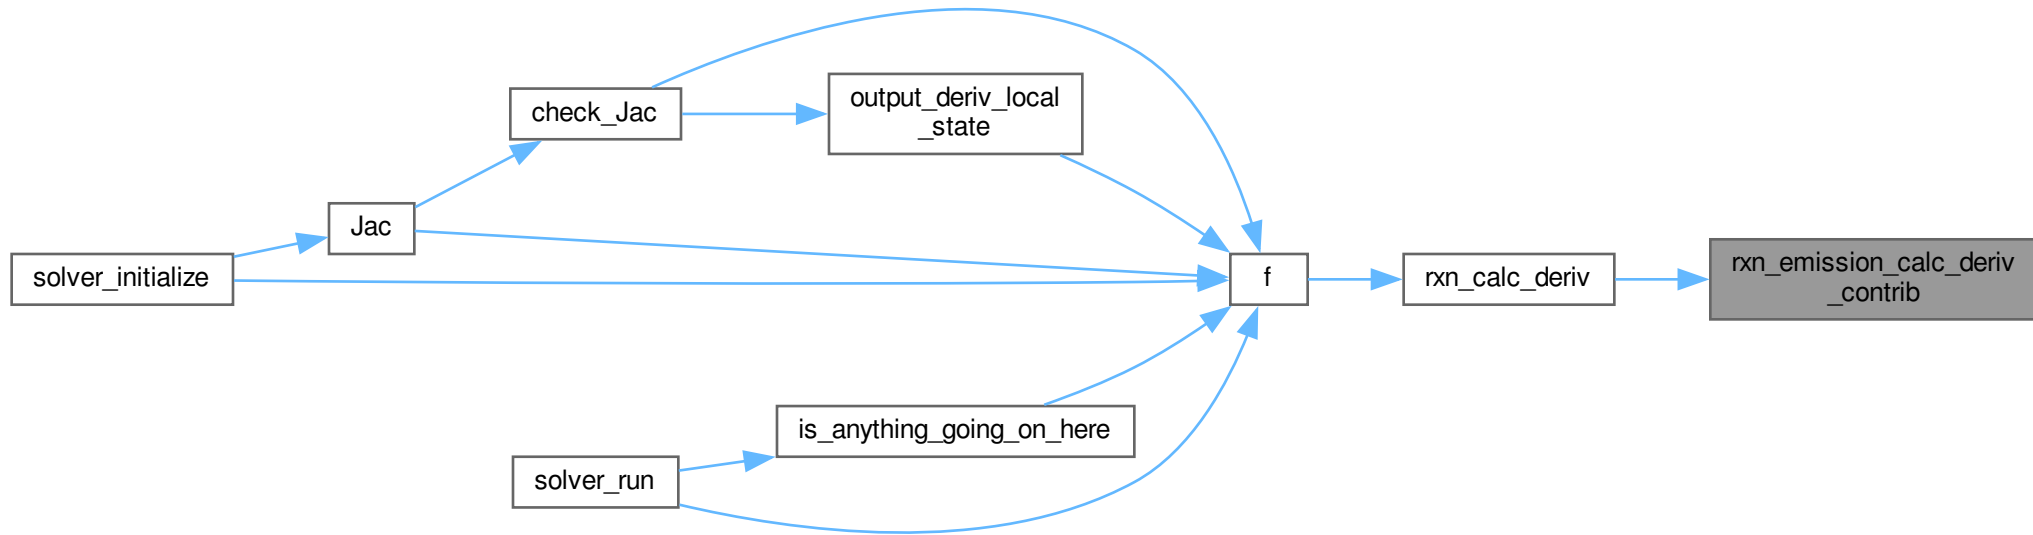 check_Jac
output_deriv_local
_state
Jac
solver_initialize
f
rxn_calc_deriv
rxn_emission_calc_deriv
_contrib
is_anything_going_on_here
solver_run